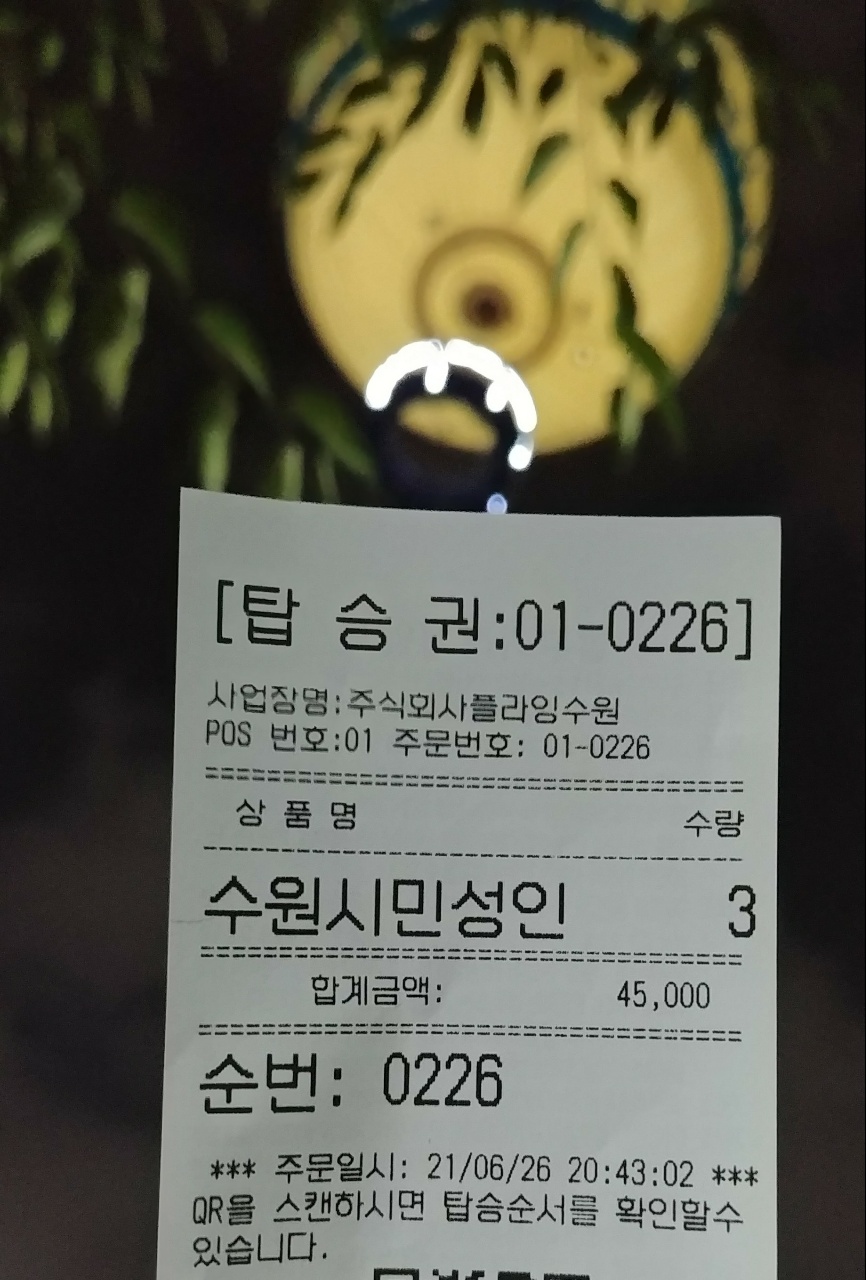 [탑 승 권:01-0226]
사업장명:주식회사플라잉수원
POS 번호:01 주문번호: 01-0226
상 품 명 수량
수원시민성인 3
합계금액: 45,000
순번: 0226
*** 주문일시: 21/06/26 20:43:02 ***
QR을 스캔하시면 탑승순서를 확인할수
있습니다.